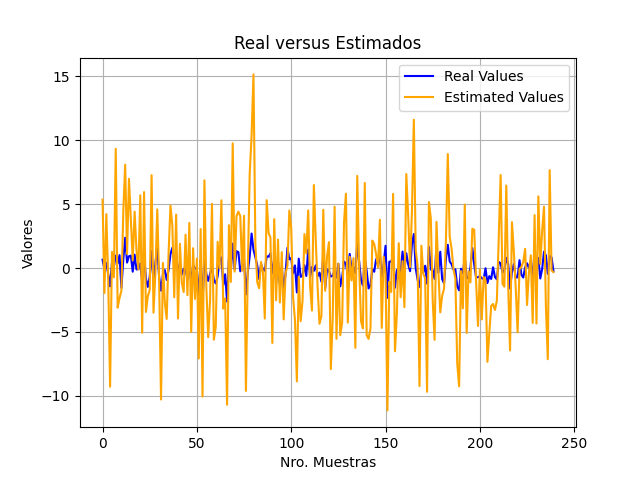 Real versus Estimados
Real Values
Estimated Values
Valores
15
10
5
0
−5
−10
0 50 100 150 200 250
Nro. Muestras